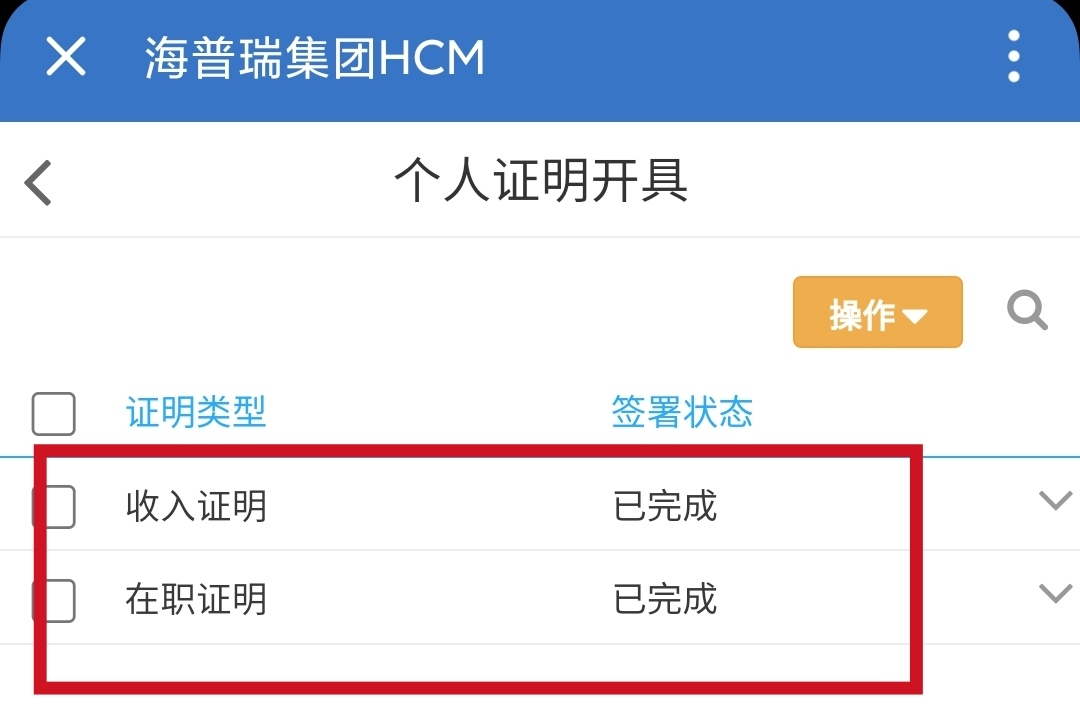 海普瑞集团HCM
个人证明开具
操作
证明类型 签署状态
收入证明 已完成
在职证明 已完成